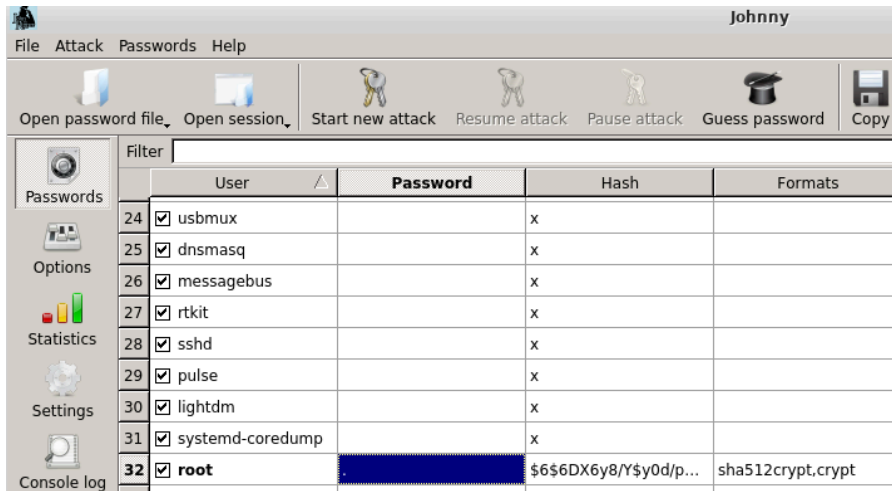 Johnny
File Attack Passwords Help
Open password file Open session Start new attack Resume attack Pause attack Guess password Copy
Passwords
Options
Statistics
Settings
Console log
Filter
User Password Hash Formats
24 usbmux x
25 dnsmasq x
26 messagebus x
27 rtkit x
28 sshd x
29 pulse x
30 lightdm x
31 systemd-coredump x
32 root . $6$6DX6y8/Y$y0d/p... sha512crypt,crypt